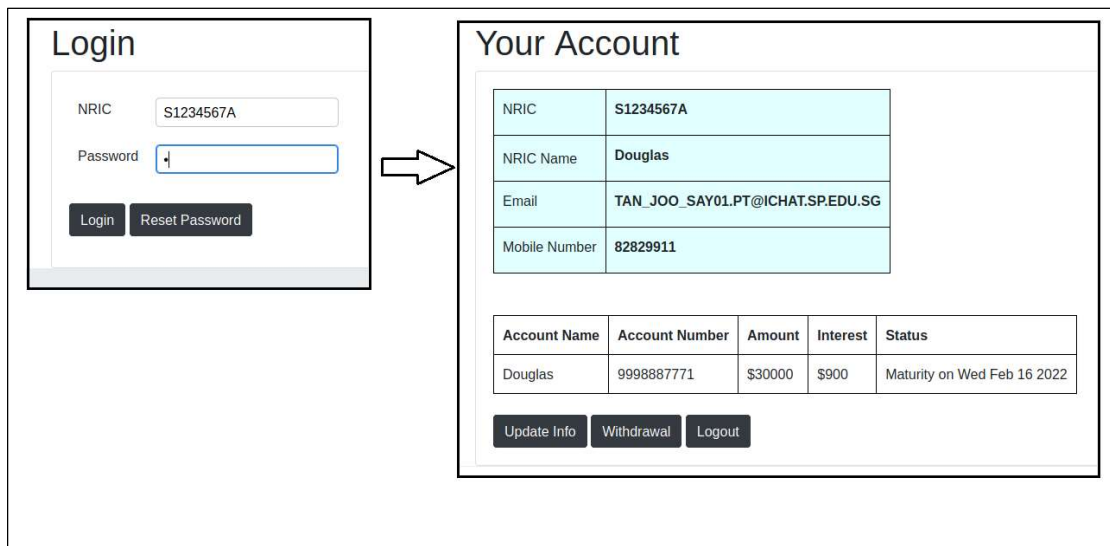 Login
NRIC S1234567A
Password •
Login Reset Password
Your Account
NRIC S1234567A
NRIC Name Douglas
Email TAN_JOO_SAY01.PT@ICHAT.SP.EDU.SG
Mobile Number 82829911
Account Name Account Number Amount Interest Status
Douglas 9998887771 $30000 $900 Maturity on Wed Feb 16 2022
Update Info Withdrawal Logout